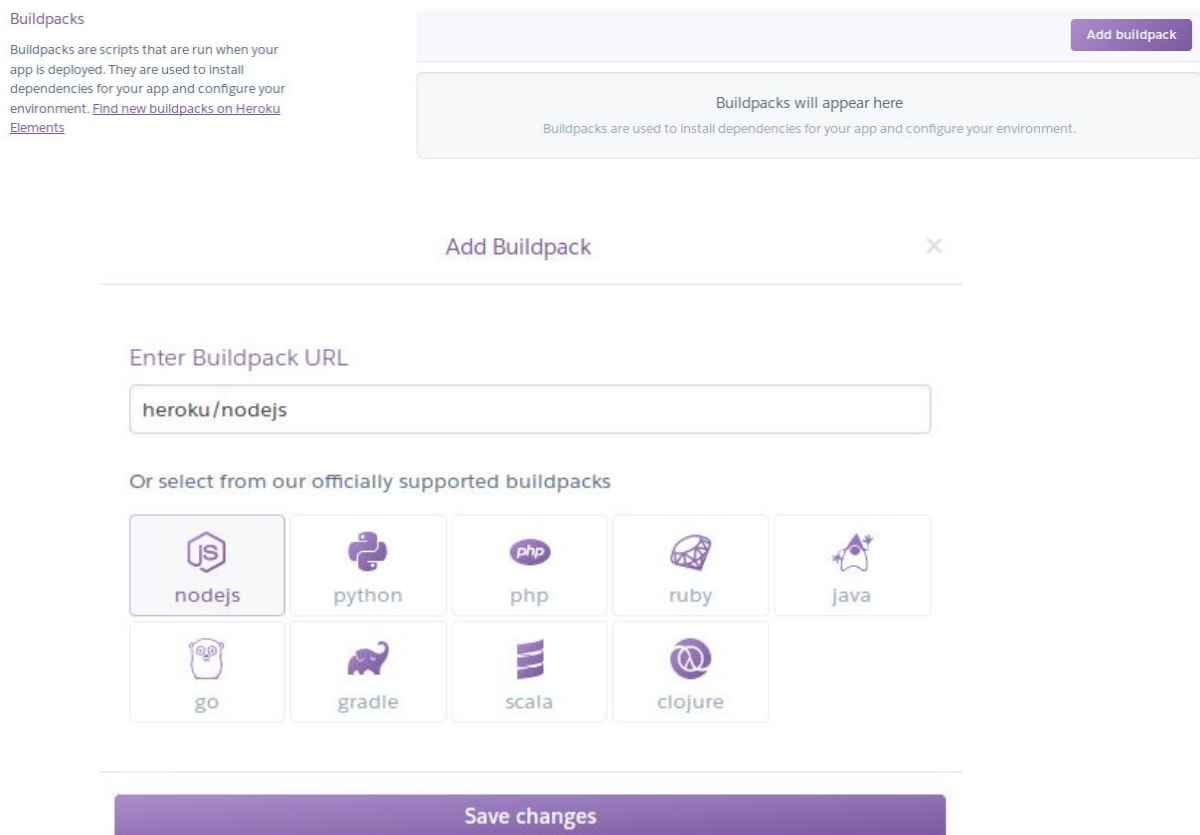 Buildpacks
Buildpacks are scripts that are run when your
app is deployed. They are used to install
dependencies for your app and configure your
environment. Find new buildpacks on Heroku
Elements
Add buildpack
Buildpacks will appear here
Buildpacks are used to install dependencies for your app and configure your environment.
Add Buildpack
Enter Buildpack URL
heroku/nodejs
Or select from our officially supported buildpacks
JS
php
nodejs python php ruby java
go gradle scala clojure
Save changes